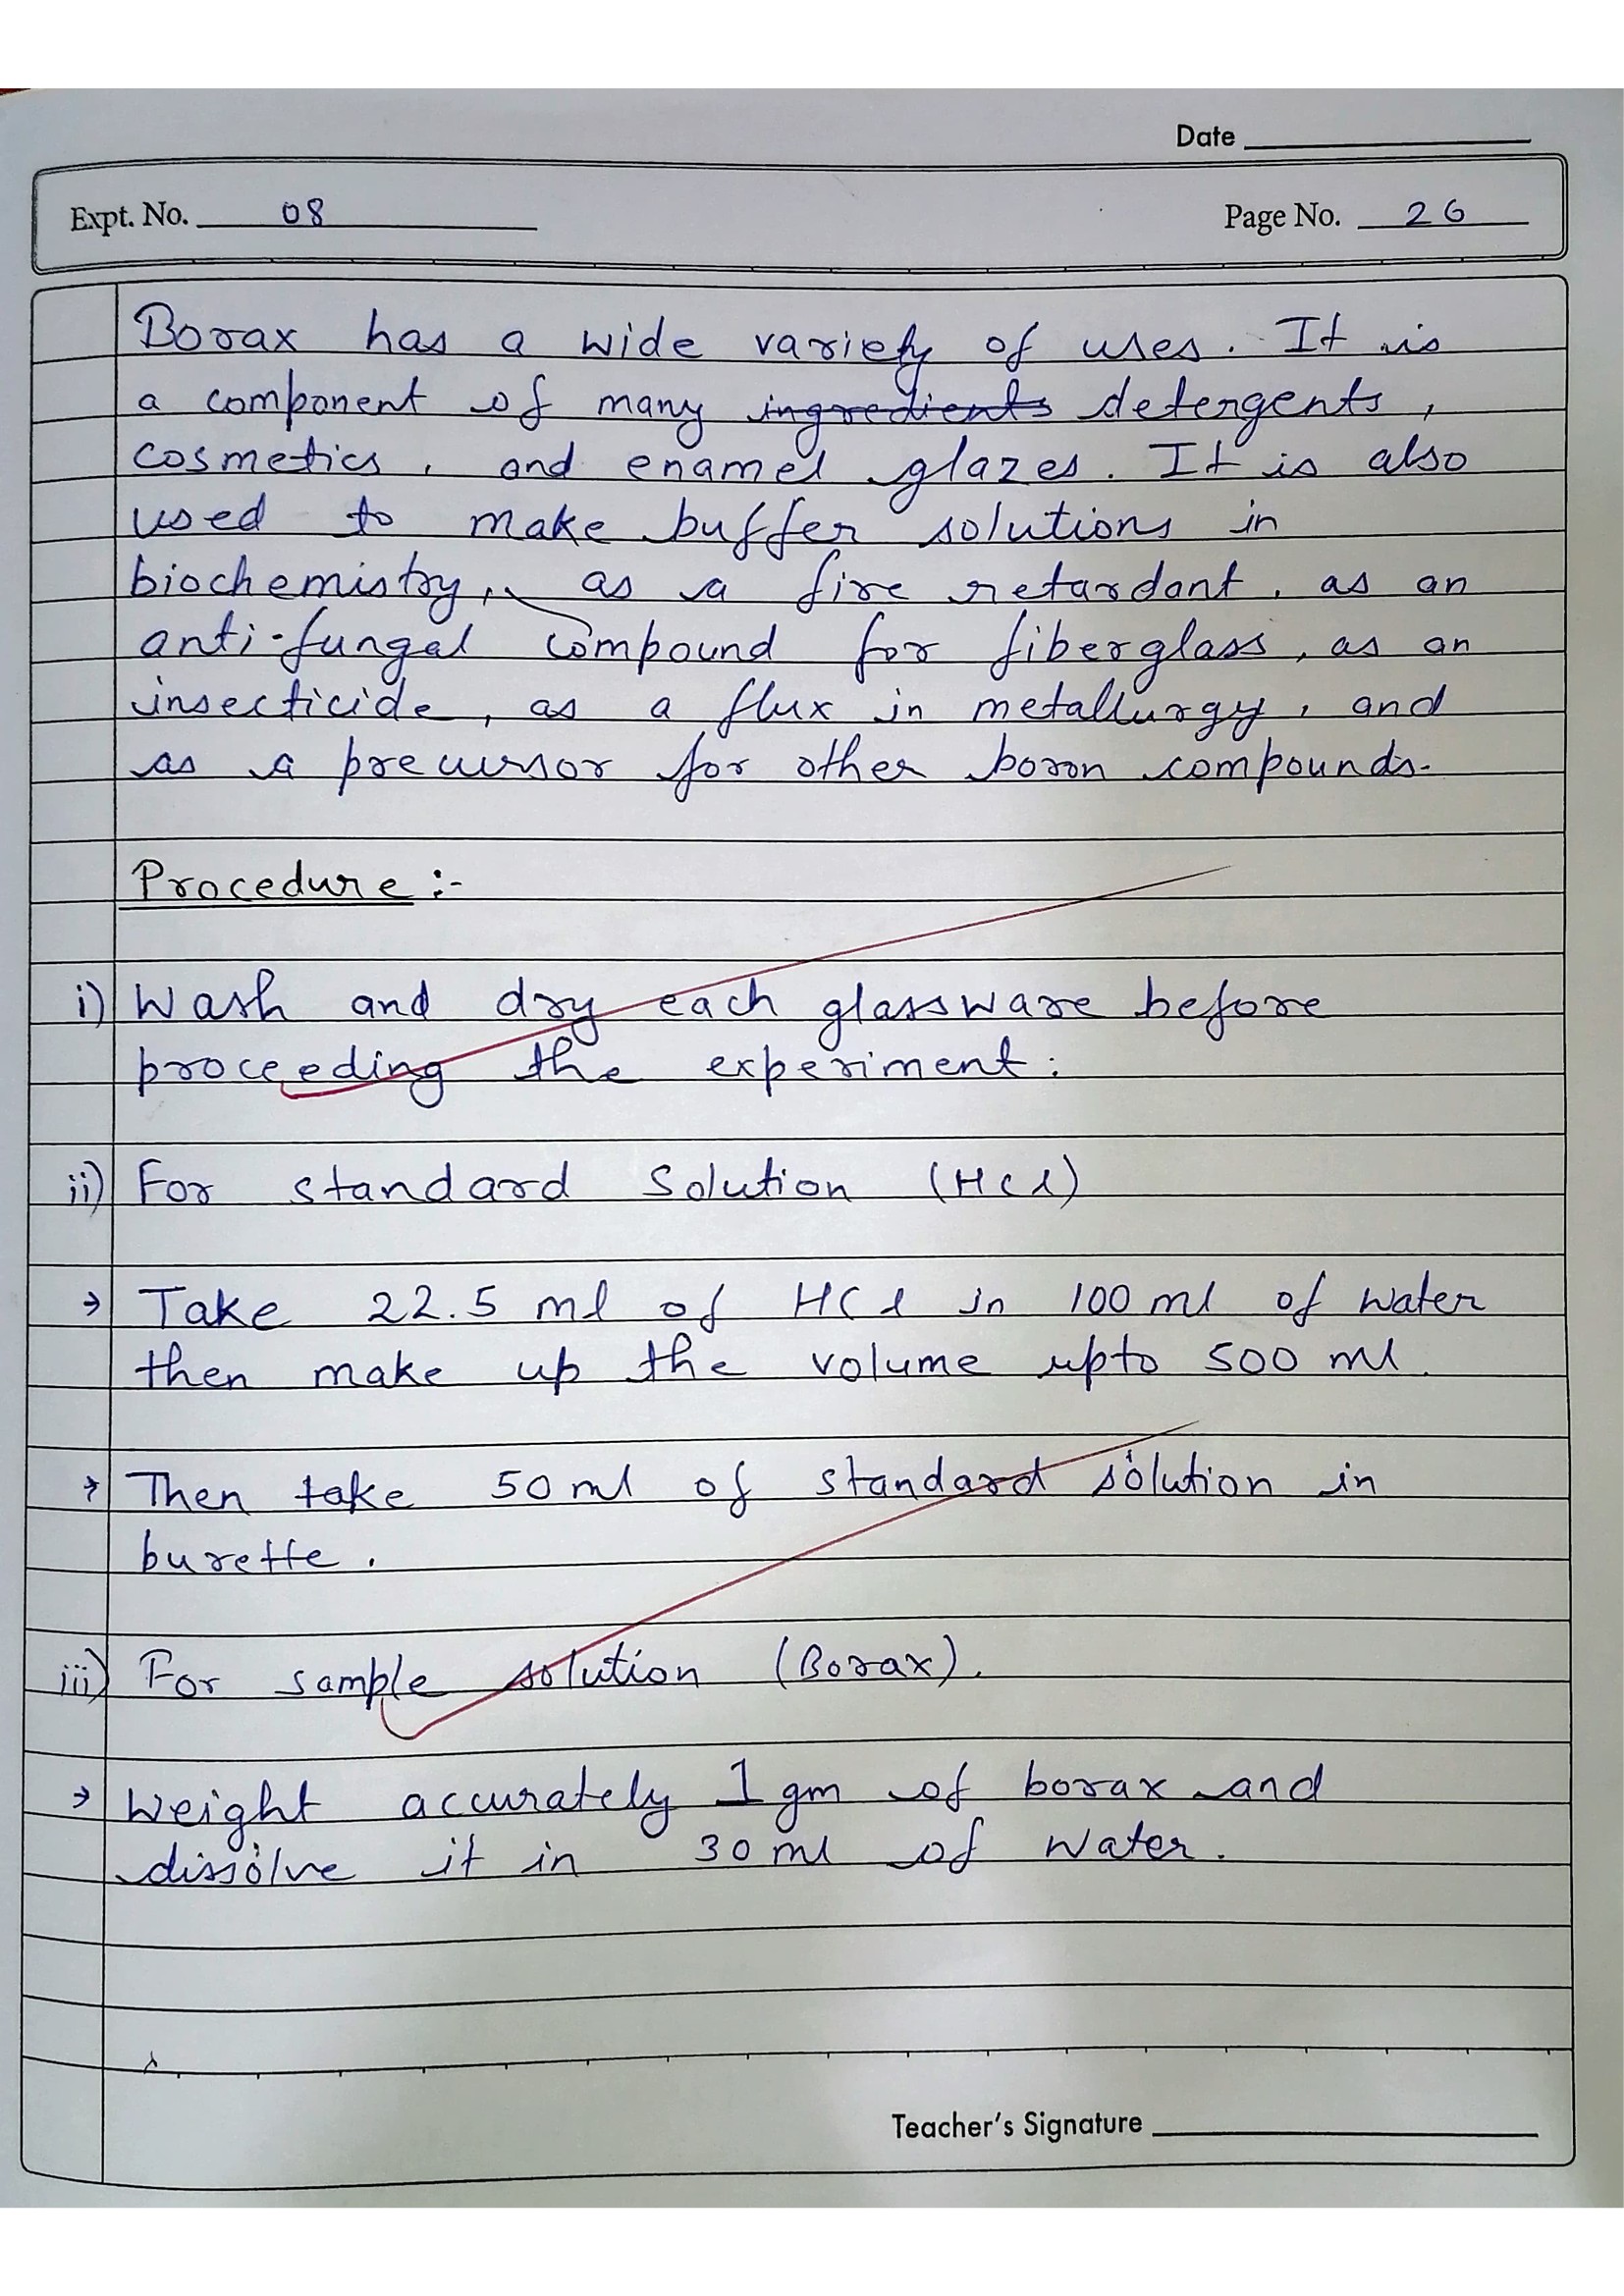 Date
Expt. No. 08
Page No. 26
Borax has a wide variety of uses. It is
a component of many ingredients detergents,
cosmetics, and enamel glazes. It is also
used to make buffer solutions in
biochemistry, as a fire retardant, as an
anti-fungal compound for fiberglass, as an
insecticide, as a flux in metallurgy, and
as a precursor for other boron compounds.
Procedure :-
i) Wash and dry each glassware before
proceeding the experiment.
ii) For standard Solution (HCl)
→ Take 22.5 ml of HCl in 100 ml of water
then make up the volume upto 500 ml.
→ Then take 50 ml of standard solution in
burette.
iii) For sample solution (Borax).
→ Weight accurately 1 gm of borax and
dissolve it in 30 ml of water.
Teacher's Signature